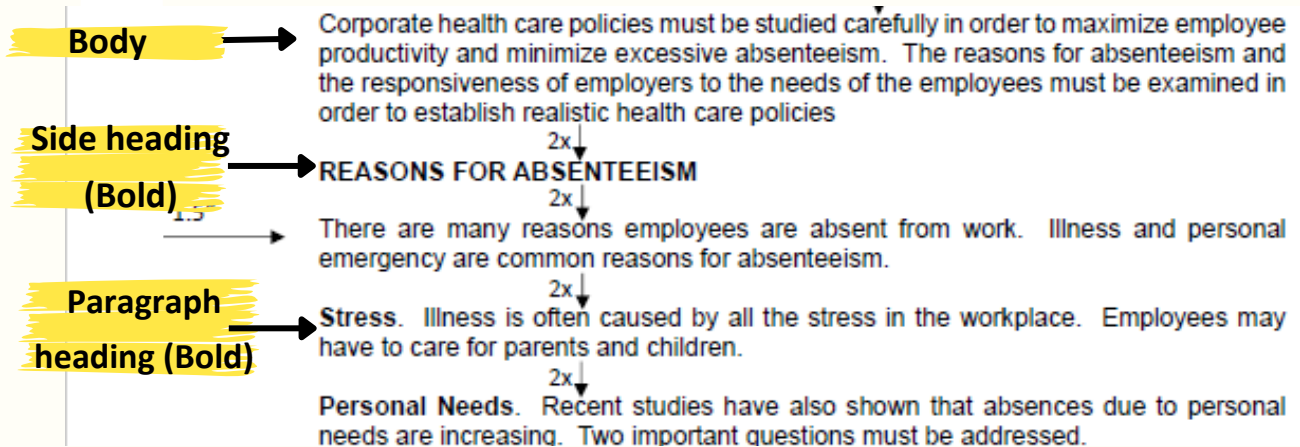 Body
Corporate health care policies must be studied carefully in order to maximize employee
productivity and minimize excessive absenteeism. The reasons for absenteeism and
the responsiveness of employers to the needs of the employees must be examined in
order to establish realistic health care policies
2x
Side heading
(Bold)
REASONS FOR ABSENTEEISM
2x
1.5"
There are many reasons employees are absent from work. Illness and personal
emergency are common reasons for absenteeism.
2x
Paragraph
heading (Bold)
Stress. Illness is often caused by all the stress in the workplace. Employees may
have to care for parents and children.
2x
Personal Needs. Recent studies have also shown that absences due to personal
needs are increasing. Two important questions must be addressed.